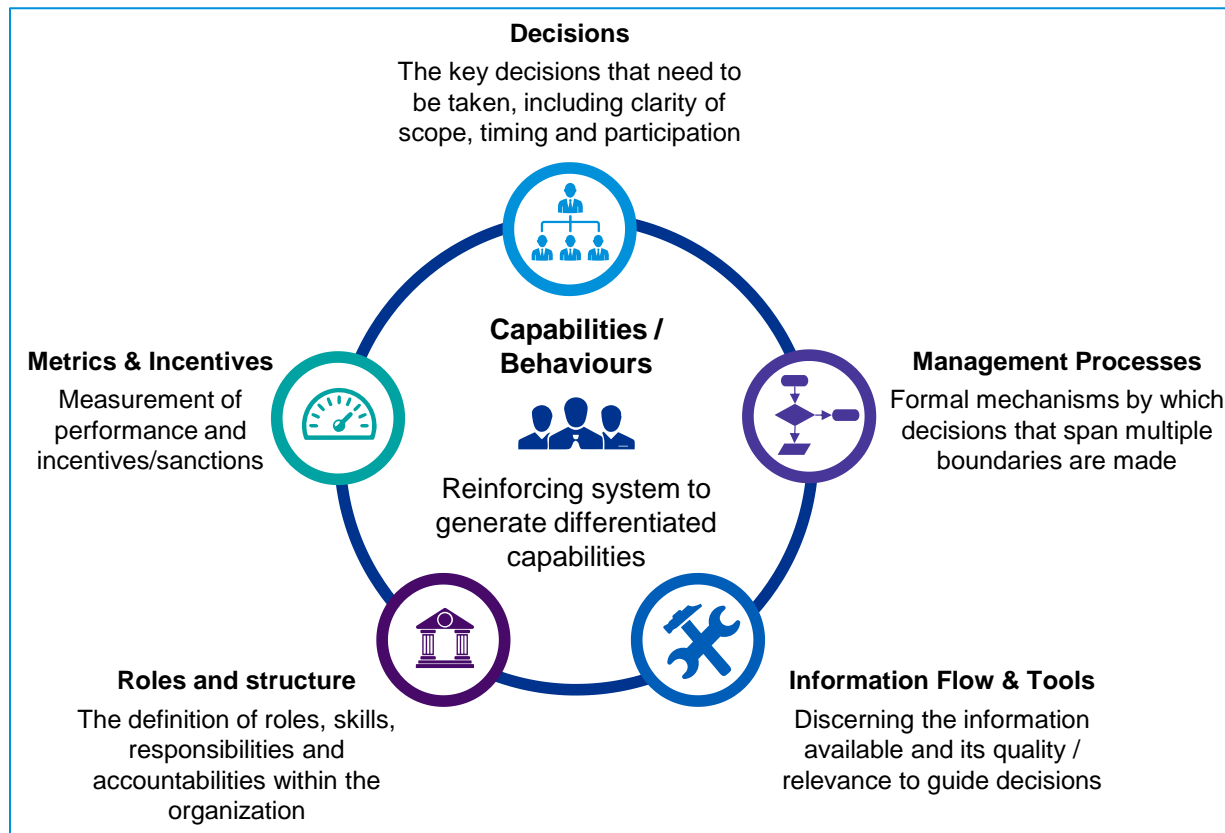 Decisions
The key decisions that need to
be taken, including clarity of
scope, timing and participation
Capabilities /
Behaviours
Reinforcing system to
generate differentiated
capabilities
Metrics & Incentives
Measurement of
performance and
incentives/sanctions
Management Processes
Formal mechanisms by which
decisions that span multiple
boundaries are made
Roles and structure
The definition of roles, skills,
responsibilities and
accountabilities within the
organization
Information Flow & Tools
Discerning the information
available and its quality /
relevance to guide decisions